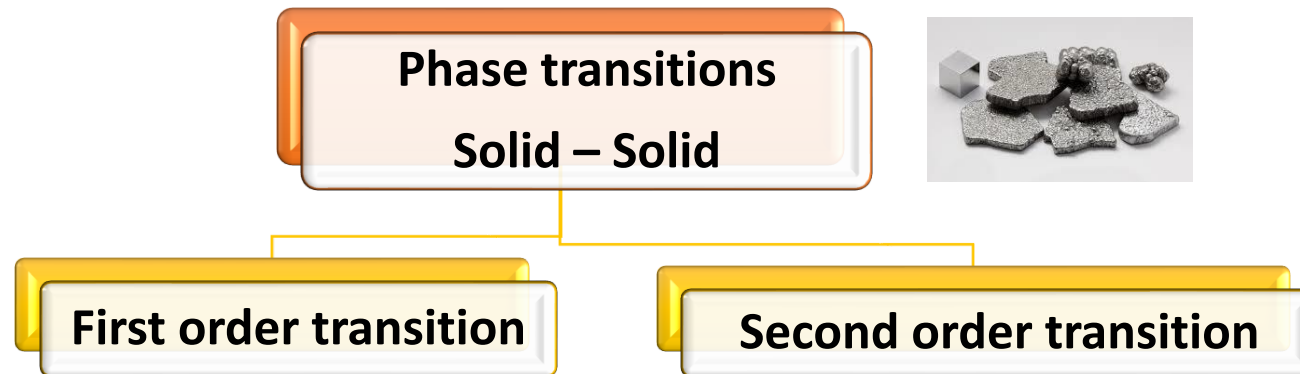 Phase transitions
Solid – Solid
First order transition
Second order transition